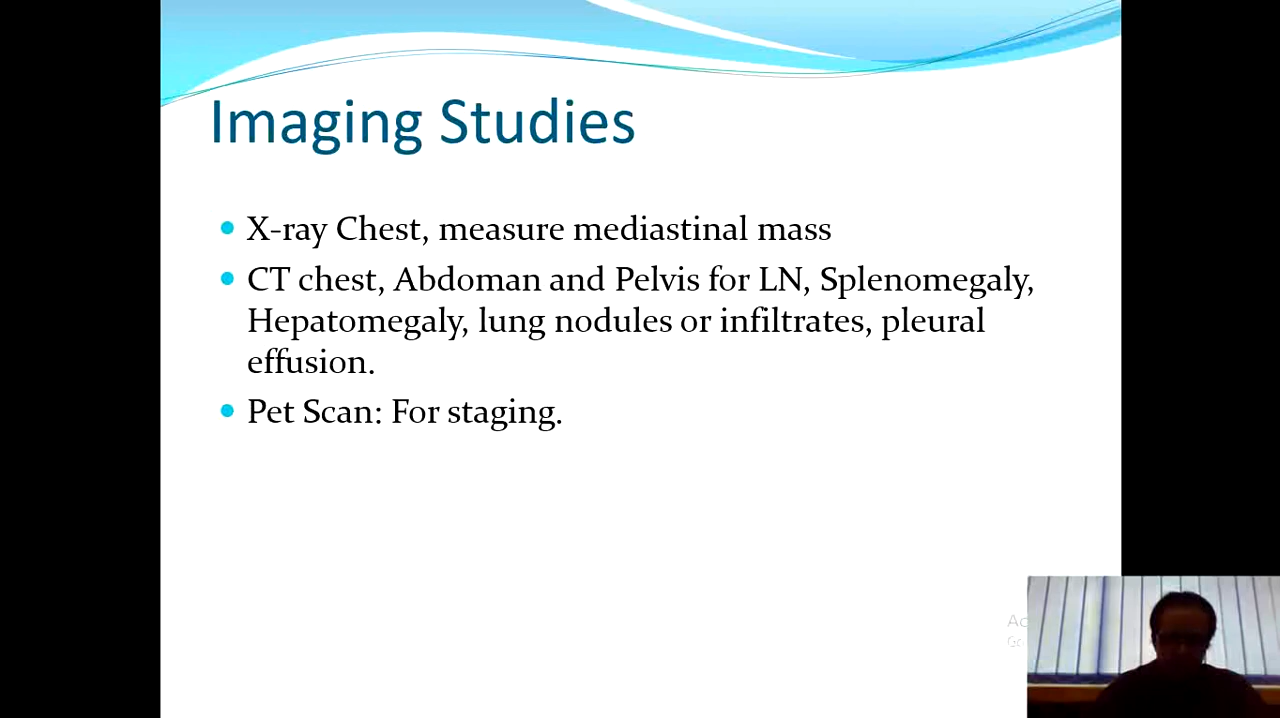 Imaging Studies
X-ray Chest, measure mediastinal mass
CT chest, Abdoman and Pelvis for LN, Splenomegaly,
Hepatomegaly, lung nodules or infiltrates, pleural
effusion.
Pet Scan: For staging.